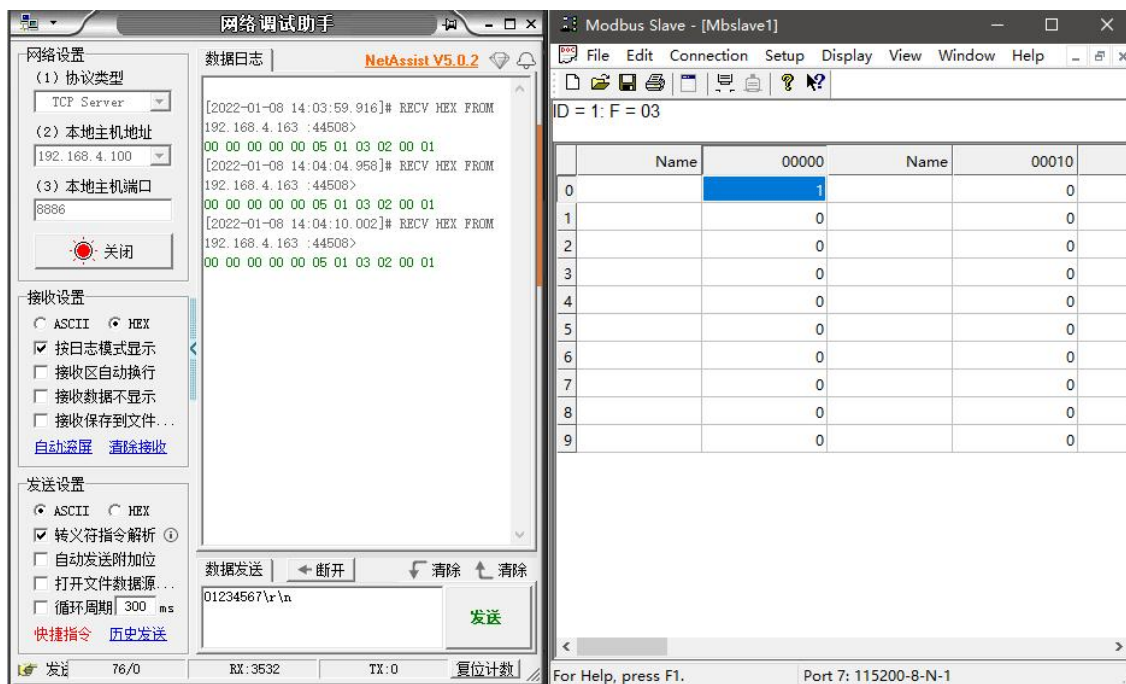 网络调试助手
网络设置
(1) 协议类型
TCP Server
(2) 本地主机地址
192.168.4.100
(3) 本地主机端口
8886
关闭
接收设置
ASCII HEX
按日志模式显示
接收区自动换行
接收数据不显示
接收保存到文件...
自动滚屏 清除接收
发送设置
ASCII HEX
转义符指令解析
自动发送附加位
打开文件数据源...
循环周期 300 ms
快捷指令 历史发送
数据日志 NetAssist V5.0.2
[2022-01-08 14:03:59.916]# RECV HEX FROM
192.168.4.163 :44508>
00 00 00 00 00 05 01 03 02 00 01
[2022-01-08 14:04:04.958]# RECV HEX FROM
192.168.4.163 :44508>
00 00 00 00 00 05 01 03 02 00 01
[2022-01-08 14:04:10.002]# RECV HEX FROM
192.168.4.163 :44508>
00 00 00 00 00 05 01 03 02 00 01
数据发送 断开 清除 清除
01234567\r\n
发送
76/0 RX:3532 TX:0 复位计数
Modbus Slave - [Mbslave1]
File Edit Connection Setup Display View Window Help
ID = 1: F = 03
Name 00000 Name 00010
0 1 0
1 0 0
2 0 0
3 0 0
4 0 0
5 0 0
6 0 0
7 0 0
8 0 0
9 0 0
For Help, press F1. Port 7: 115200-8-N-1